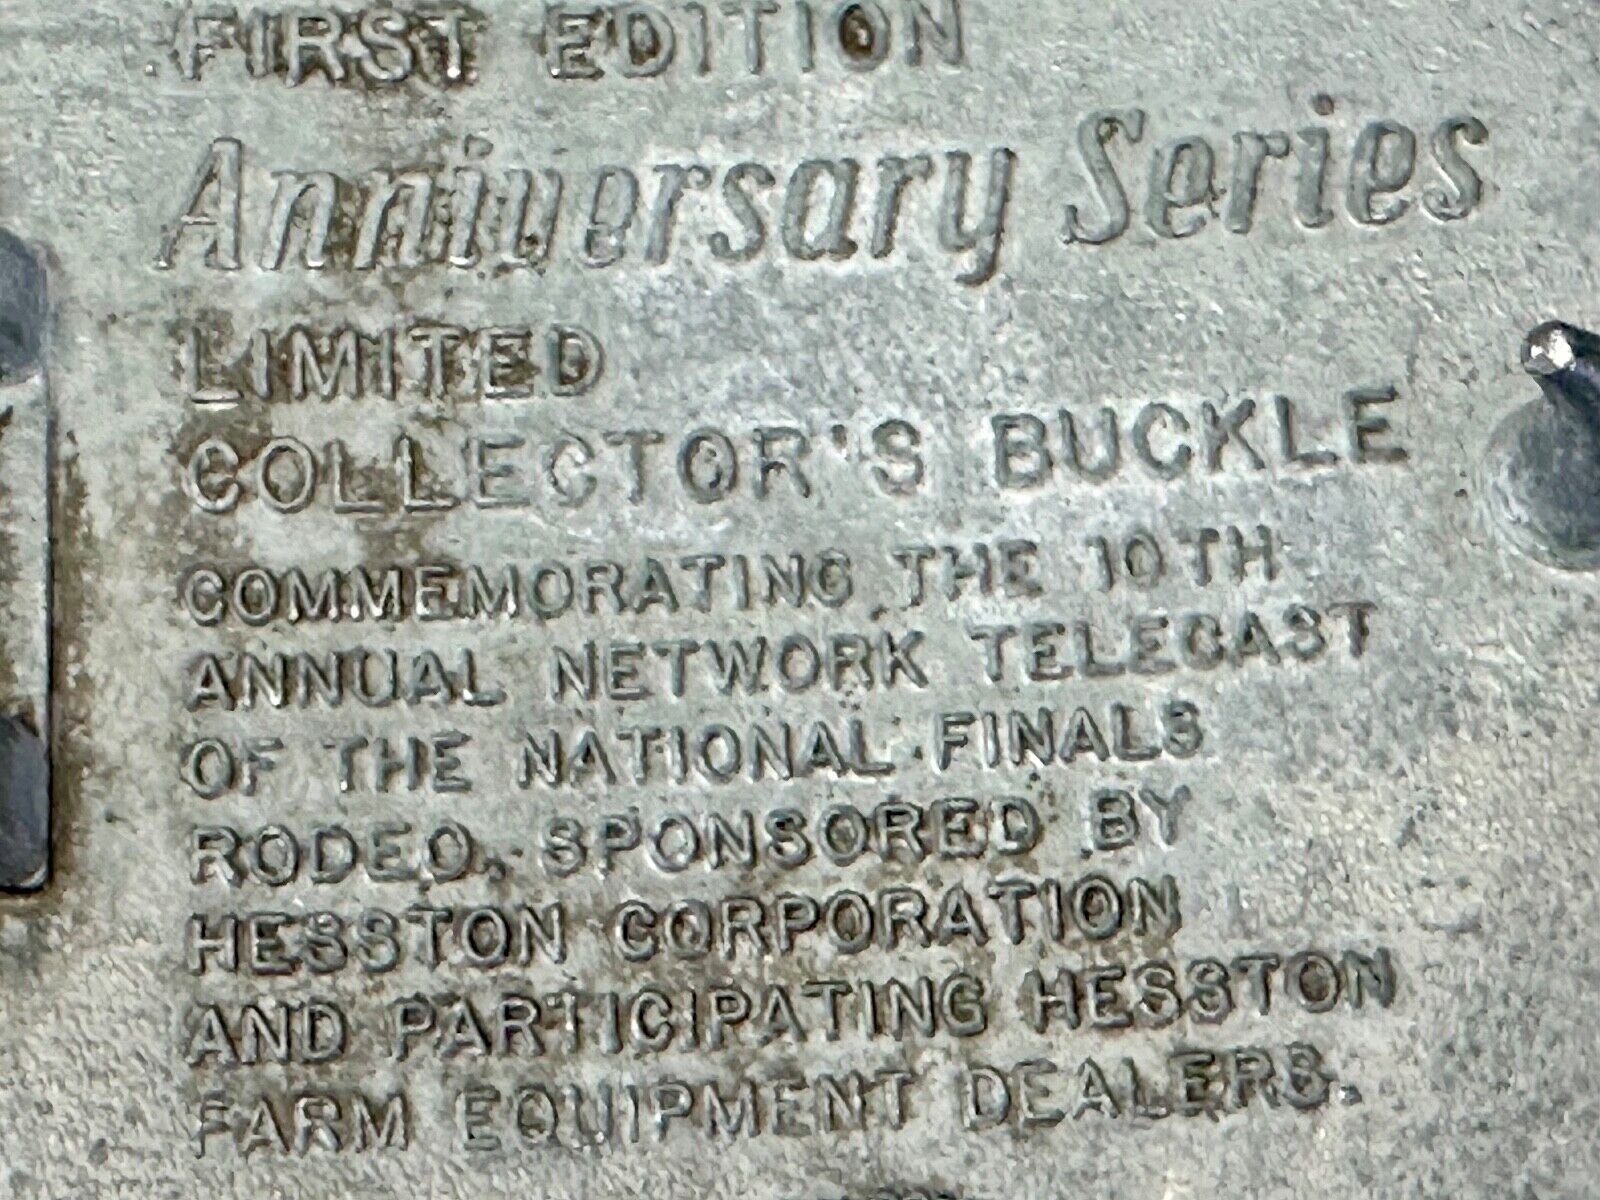 FIRST EDITION
Anniversary Series
LIMITED
COLLECTOR'S BUCKLE
COMMEMORATING THE 10TH
ANNUAL NETWORK TELECAST
OF THE NATIONAL FINALS
RODEO. SPONSORED BY
HESSTON CORPORATION
AND PARTICIPATING HESSTON
FARM EQUIPMENT DEALERS.